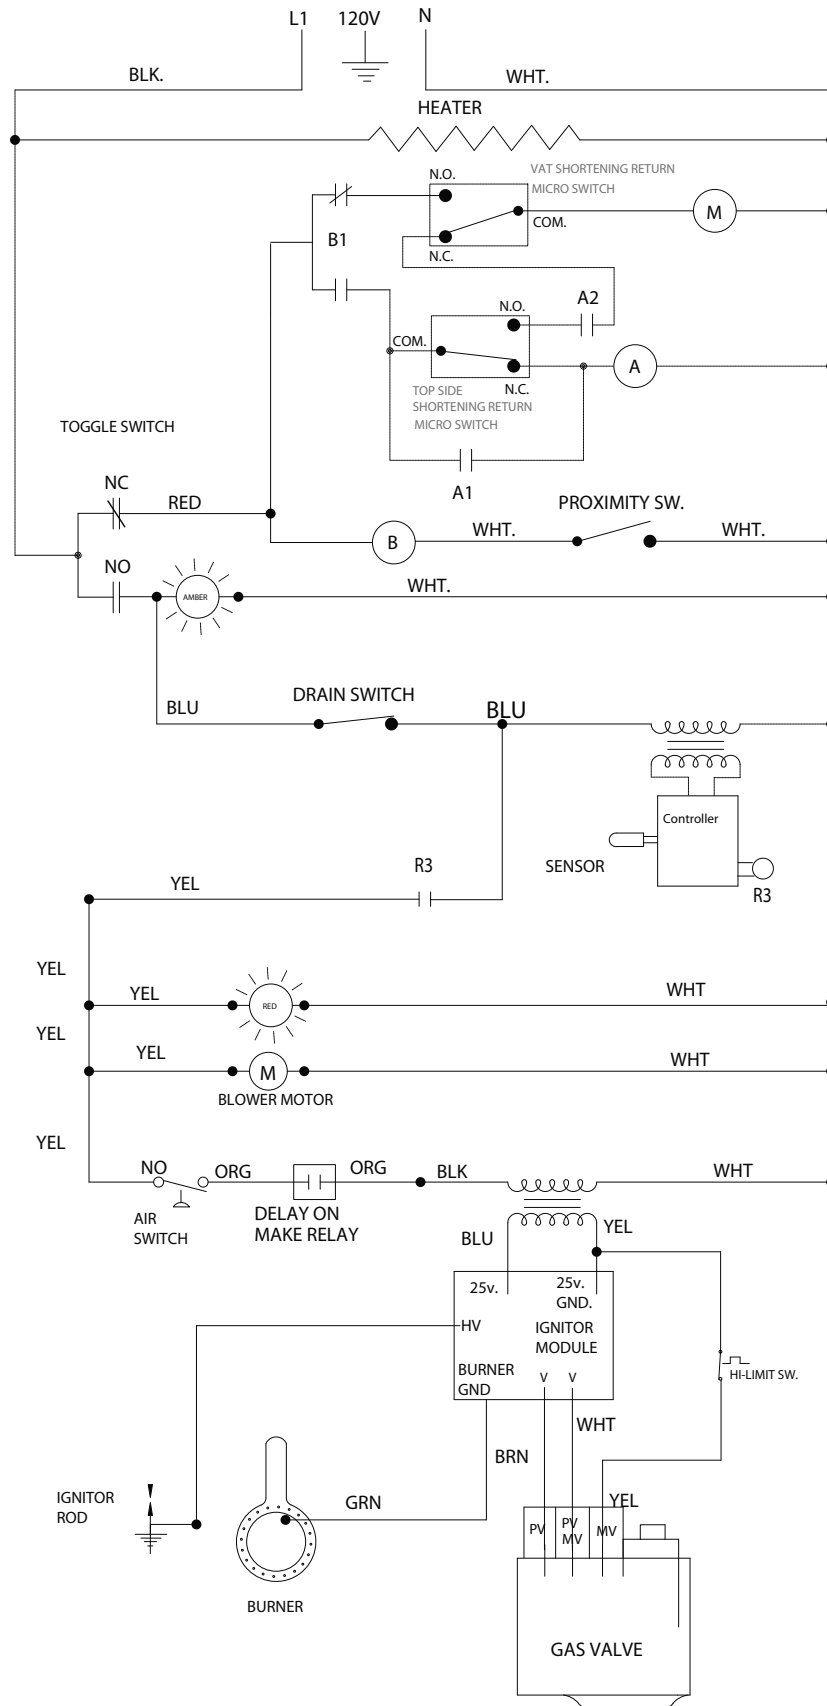 L1 120V N
BLK.
WHT.
HEATER
VAT SHORTENING RETURN
MICRO SWITCH
N.O.
M
COM.
B1
N.C.
A2
N.O.
COM.
A
N.C.
TOP SIDE
SHORTENING RETURN
MICRO SWITCH
TOGGLE SWITCH
A1
NC
RED
PROXIMITY SW.
B
WHT.
WHT.
NO
AMBER
WHT.
BLU
DRAIN SWITCH
BLU
Controller
SENSOR
R3
R3
YEL
YEL
YEL
RED
WHT
YEL
YEL
M
WHT
BLOWER MOTOR
YEL
NO
ORG
ORG
BLK
WHT
AIR
SWITCH
DELAY ON
MAKE RELAY
BLU
YEL
25v.
25v.
GND.
HV
IGNITOR
MODULE
BURNER
GND
V V
HI-LIMIT SW.
WHT
BRN
IGNITOR
ROD
GRN
YEL
PV
PV
MV
MV
BURNER
GAS VALVE